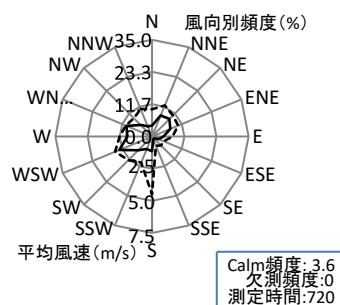 N 風向別頻度(%)
35.0
NNW NNE
NW 23.3 NE
WN... 11.7 ENE
W 0.0 E
WSW 2.5 ESE
SW 5.0 SE
平均風速(m/s) SSW 7.5 SSE
S
Calm頻度: 3.6
欠測頻度:0
測定時間:720